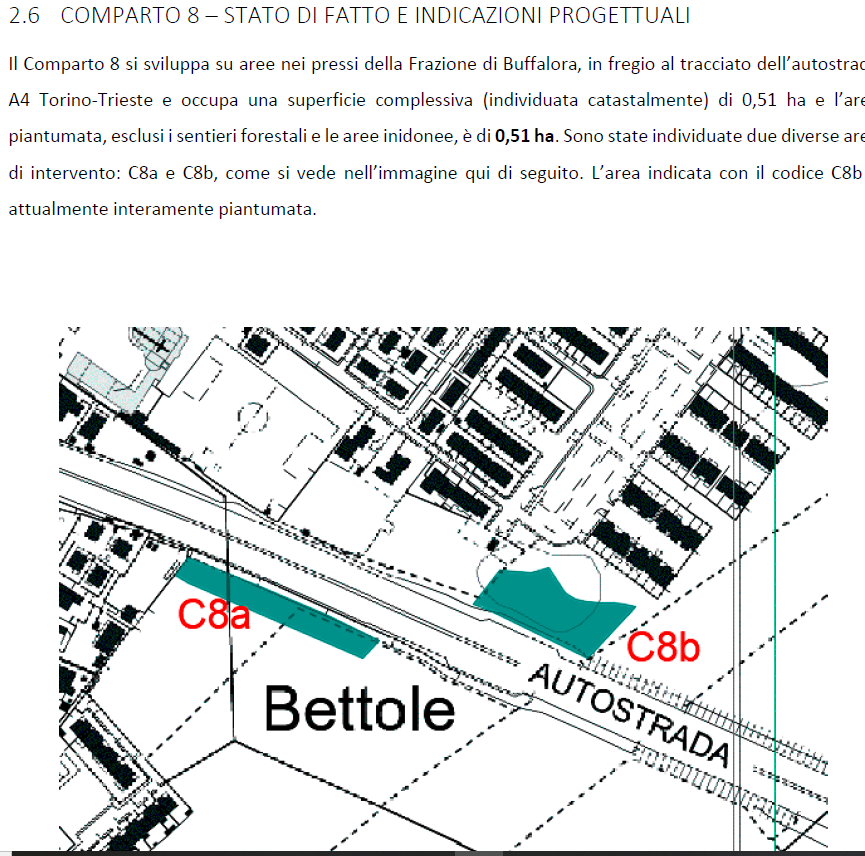 2.6 COMPARTO 8 – STATO DI FATTO E INDICAZIONI PROGETTUALI
Il Comparto 8 si sviluppa su aree nei pressi della Frazione di Buffalora, in fregio al tracciato dell’autostrad
A4 Torino-Trieste e occupa una superficie complessiva (individuata catastalmente) di 0,51 ha e l’are
piantumata, esclusi i sentieri forestali e le aree inidonee, è di 0,51 ha. Sono state individuate due diverse are
di intervento: C8a e C8b, come si vede nell’immagine qui di seguito. L’area indicata con il codice C8b
attualmente interamente piantumata.
C8a
C8b
Bettole
AUTOSTRADA